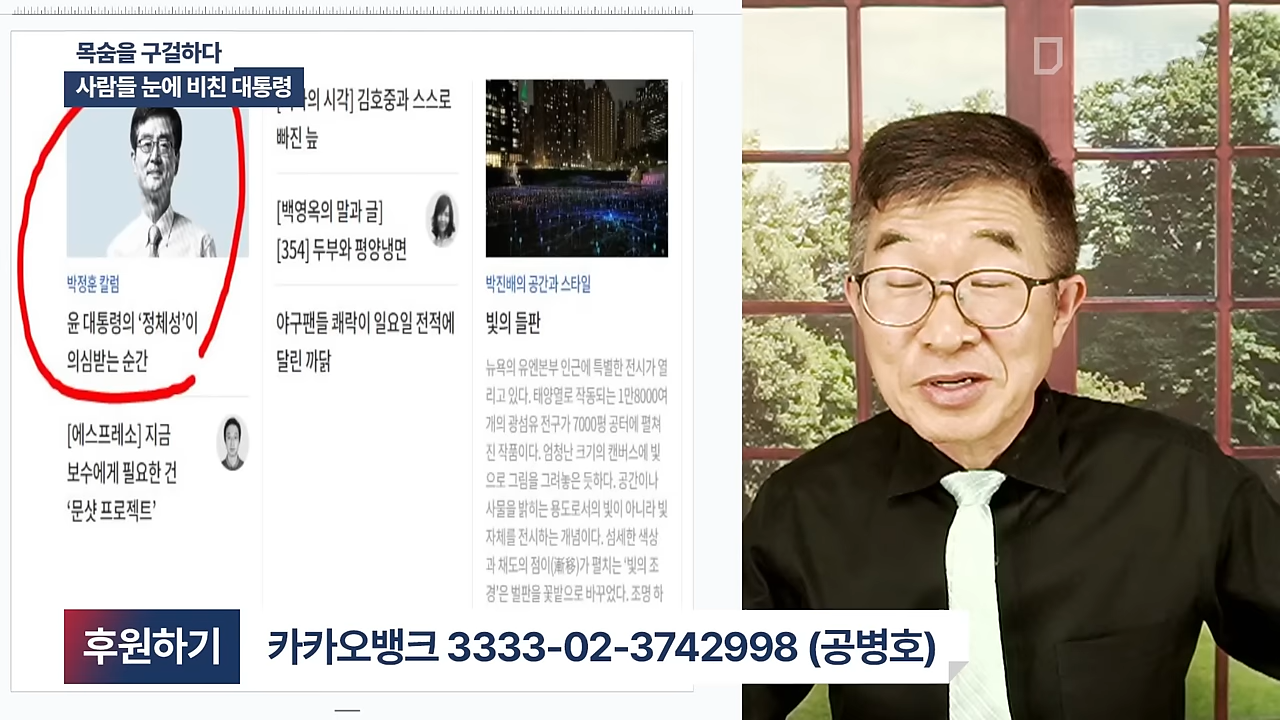 목숨을 구걸하다
사람들 눈에 비친 대통령
박정훈 칼럼
윤 대통령의 ‘정체성’이
의심받는 순간
[에스프레소] 지금
보수에게 필요한 건
‘문샷 프로젝트’
시각] 김호중과 스스로
빠진 늪
[백영옥의 말과 글]
[354] 두부와 평양냉면
야구팬들 쾌락이 일요일 전적에
달린 까닭
박진배의 공간과 스타일
빛의 들판
뉴욕의 유엔본부 인근에 특별한 전시가 열
리고 있다. 태양열로 작동되는 1만8000여
개의 광섬유 전구가 7000평 공터에 펼쳐
진 작품이다. 엄청난 크기의 캔버스에 빛
으로 그림을 그려놓은 듯하다. 공간이나
사물을 밝히는 용도로서의 빛이 아니라 빛
자체를 전시하는 개념이다. 섬세한 색상
과 채도의 점이(漸移)가 펼치는 ‘빛의 조
경’은 벌판을 꽃밭으로 바꾸었다. 조명 하
공병호TV
후원하기
카카오뱅크 3333-02-3742998 (공병호)